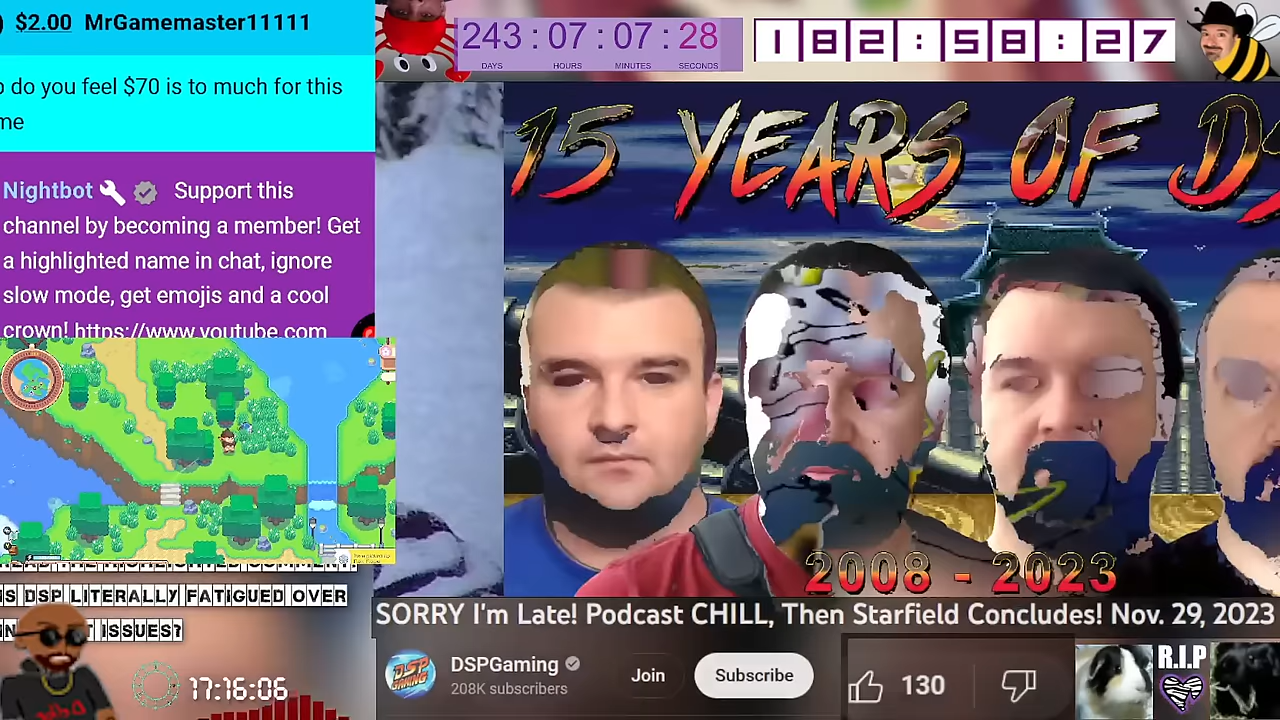 $2.00 MrGamemaster11111
do you feel $70 is to much for this
me
Nightbot Support this
channel by becoming a member! Get
a highlighted name in chat, ignore
slow mode, get emojis and a cool
crown! https://www.youtube.com
243:07:07:28
DAYS HOURS MINUTES SECONDS
182:58:27
15 YEARS OF DS
2008 - 2023
IS DSP LITERALLY FATIGUED OVER
ISSUES?
17:16:06
SORRY I'm Late! Podcast CHILL, Then Starfield Concludes! Nov. 29, 2023
DSP GAMING
DSPGaming
208K subscribers
Join
Subscribe
130
R.I.P